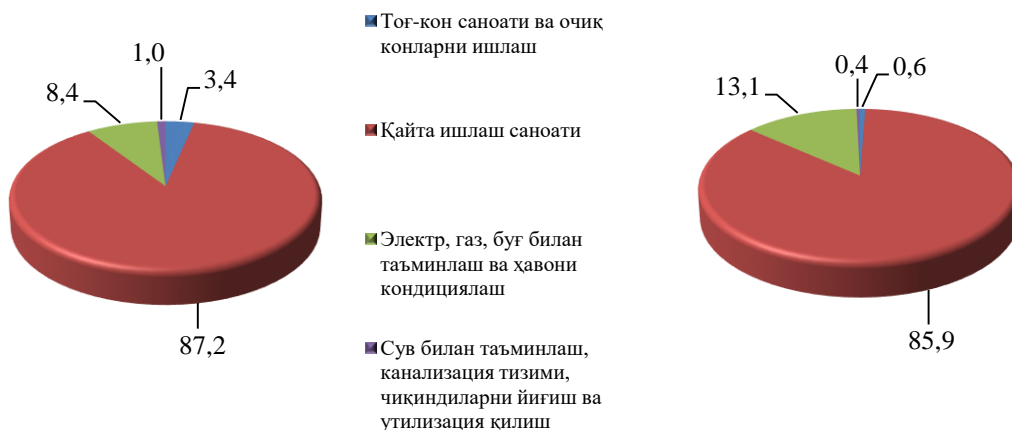 1,0
3,4
8,4
87,2
Тоғ-кон саноати ва очиқ
конларни ишлаш
Қайта ишлаш саноати
Электр, газ, буғ билан
таъминлаш ва ҳавони
кондициялаш
Сув билан таъминлаш,
канализация тизими,
чиқиндиларни йиғиш ва
утилизация қилиш
0,4
0,6
13,1
85,9